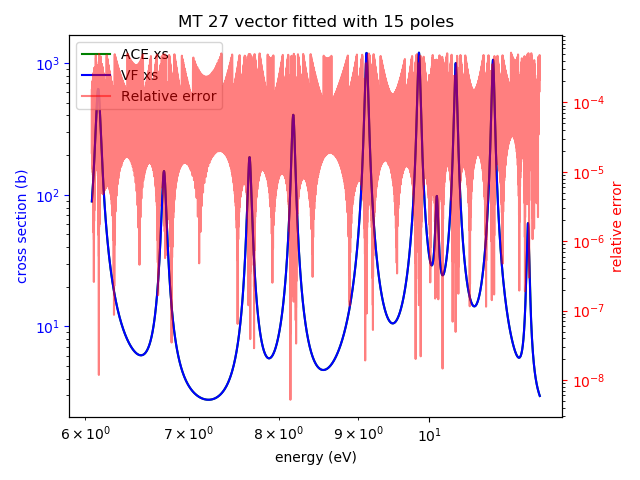 MT 27 vector fitted with 15 poles
ACE xs
VF xs
Relative error
cross section (b)
10³
10²
10¹
10⁻⁴
10⁻⁵
10⁻⁶
10⁻⁷
10⁻⁸
relative error
6 × 10⁰ 7 × 10⁰ 8 × 10⁰ 9 × 10⁰ 10¹
energy (eV)